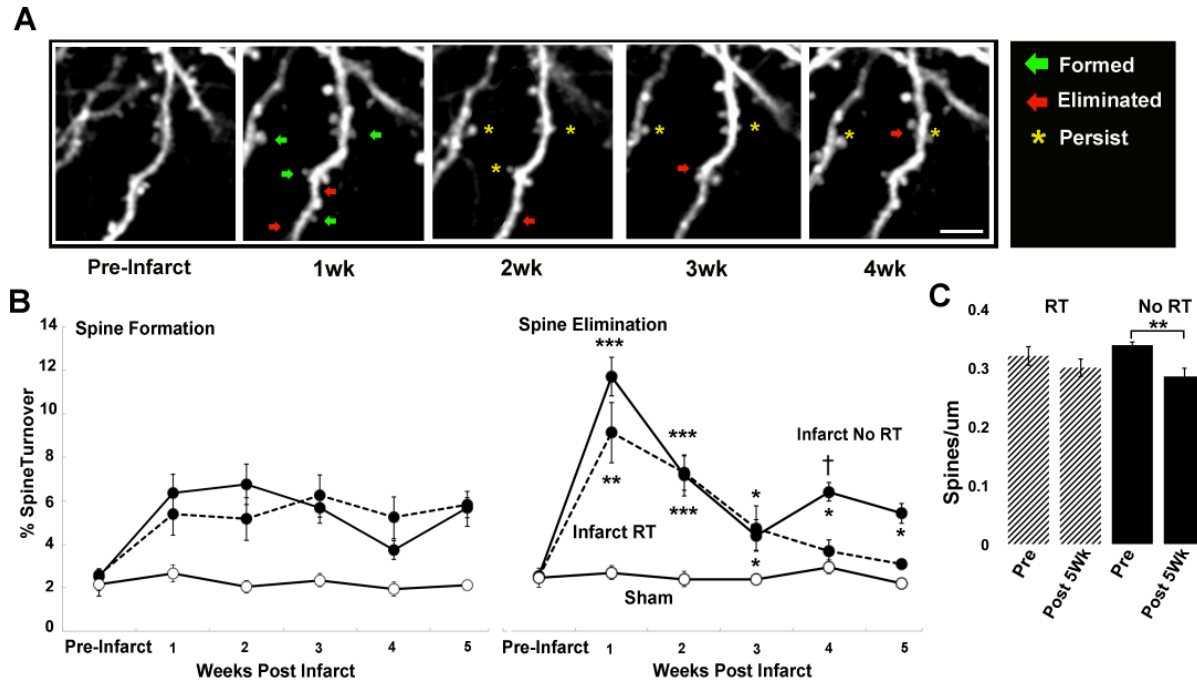 A
Formed
Eliminated
* Persist
* * * * * * *
Pre-Infarct 1wk 2wk 3wk 4wk
B
Spine Formation
% SpineTurnover
14
12
10
8
6
4
2
0
Pre-Infarct 1 2 3 4 5
Weeks Post Infarct
Spine Elimination
***
**
***
***
*
*
†
*
*
Infarct No RT
Infarct RT
Sham
Pre-Infarct 1 2 3 4 5
Weeks Post Infarct
C
RT No RT
**
Spines/um
0.4
0.3
0.2
0.1
0
Pre
Post 5Wk
Pre
Post 5Wk